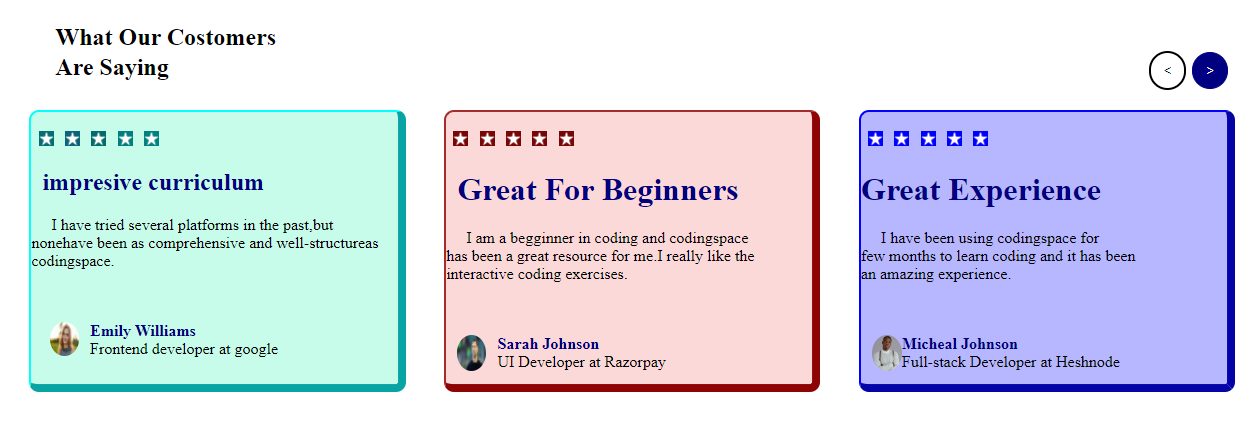 What Our Costomers
Are Saying
<
>
impresive curriculum
I have tried several platforms in the past,but
nonehave been as comprehensive and well-structureas
codingspace.
Emily Williams
Frontend developer at google
Great For Beginners
I am a begginner in coding and codingspace
has been a great resource for me.I really like the
interactive coding exercises.
Sarah Johnson
UI Developer at Razorpay
Great Experience
I have been using codingspace for
few months to learn coding and it has been
an amazing experience.
Micheal Johnson
Full-stack Developer at Heshnode